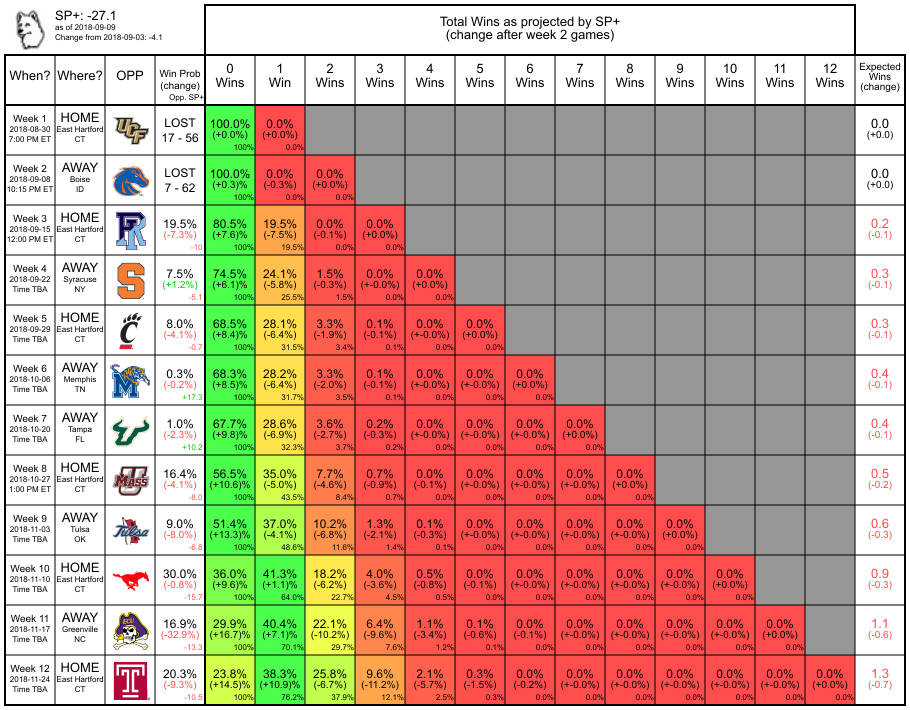 SP+: -27.1
as of 2018-09-09
Change from 2018-09-03: -4.1
Total Wins as projected by SP+
(change after week 2 games)
When? Where? OPP Win Prob (change) Opp. SP+ 0 Wins 1 Win 2 Wins 3 Wins 4 Wins 5 Wins 6 Wins 7 Wins 8 Wins 9 Wins 10 Wins 11 Wins 12 Wins Expected Wins (change)
Week 1 HOME UCF LOST 100.0% 0.0% 0.0
2018-08-30 East Hartford 17 - 56 (+0.0%) (+0.0%) (+0.0)
7:00 PM ET CT 100% 0.0%
Week 2 AWAY LOST 100.0% 0.0% 0.0% 0.0
2018-09-08 Boise 7 - 62 (+0.3)% (-0.3%) (+0.0%) (+0.0)
10:15 PM ET ID 100% 0.0% 0.0%
Week 3 HOME R 19.5% 80.5% 19.5% 0.0% 0.0% 0.2
2018-09-15 East Hartford (-7.3%) (+7.6)% (-7.5%) (-0.1%) (+0.0%) (-0.1)
12:00 PM ET CT -10 100% 19.5% 0.0% 0.0%
Week 4 AWAY S 7.5% 74.5% 24.1% 1.5% 0.0% 0.0% 0.3
2018-09-22 Syracuse (+1.2%) (+6.1)% (-5.8%) (-0.3%) (+-0.0%) (+0.0%) (-0.1)
Time TBA NY -5.1 100% 25.5% 1.5% 0.0% 0.0%
Week 5 HOME C 8.0% 68.5% 28.1% 3.3% 0.1% 0.0% 0.0% 0.3
2018-09-29 East Hartford (-4.1%) (+8.4)% (-6.4%) (-1.9%) (-0.1%) (+-0.0%) (+0.0%) (-0.1)
Time TBA CT -0.7 100% 31.5% 3.4% 0.1% 0.0% 0.0%
Week 6 AWAY M 0.3% 68.3% 28.2% 3.3% 0.1% 0.0% 0.0% 0.0% 0.4
2018-10-06 Memphis (-0.2%) (+8.5)% (-6.4%) (-2.0%) (-0.1%) (+-0.0%) (+-0.0%) (+0.0%) (-0.1)
Time TBA TN +17.3 100% 31.7% 3.5% 0.1% 0.0% 0.0% 0.0%
Week 7 AWAY U 1.0% 67.7% 28.6% 3.6% 0.2% 0.0% 0.0% 0.0% 0.0% 0.4
2018-10-20 Tampa (-2.3%) (+9.8)% (-6.9%) (-2.7%) (-0.3%) (+-0.0%) (+-0.0%) (+-0.0%) (+0.0%) (-0.1)
Time TBA FL +10.2 100% 32.3% 3.7% 0.2% 0.0% 0.0% 0.0% 0.0%
Week 8 HOME UMASS 16.4% 56.5% 35.0% 7.7% 0.7% 0.0% 0.0% 0.0% 0.0% 0.0% 0.5
2018-10-27 East Hartford (-4.1%) (+10.6)% (-5.0%) (-4.6%) (-0.9%) (-0.1%) (+-0.0%) (+-0.0%) (+-0.0%) (+0.0%) (-0.2)
1:00 PM ET CT -8.0 100% 43.5% 8.4% 0.7% 0.0% 0.0% 0.0% 0.0% 0.0%
Week 9 AWAY Tulsa 9.0% 51.4% 37.0% 10.2% 1.3% 0.1% 0.0% 0.0% 0.0% 0.0% 0.0% 0.6
2018-11-03 Tulsa (-8.0%) (+13.3)% (-4.1%) (-6.8%) (-2.1%) (-0.3%) (+-0.0%) (+-0.0%) (+-0.0%) (+-0.0%) (+0.0%) (-0.3)
Time TBA OK -6.8 100% 48.6% 11.6% 1.4% 0.1% 0.0% 0.0% 0.0% 0.0% 0.0%
Week 10 HOME 30.0% 36.0% 41.3% 18.2% 4.0% 0.5% 0.0% 0.0% 0.0% 0.0% 0.0% 0.0% 0.9
2018-11-10 East Hartford (-0.8%) (+9.6)% (+1.1)% (-6.2%) (-3.6%) (-0.8%) (-0.1%) (+-0.0%) (+-0.0%) (+-0.0%) (+-0.0%) (+0.0%) (-0.3)
Time TBA CT -15.7 100% 64.0% 22.7% 4.5% 0.5% 0.0% 0.0% 0.0% 0.0% 0.0% 0.0%
Week 11 AWAY ECU 16.9% 29.9% 40.4% 22.1% 6.4% 1.1% 0.1% 0.0% 0.0% 0.0% 0.0% 0.0% 0.0% 1.1
2018-11-17 Greenville (-32.9%) (+16.7)% (+7.1)% (-10.2%) (-9.6%) (-3.4%) (-0.6%) (-0.1%) (+-0.0%) (+-0.0%) (+-0.0%) (+-0.0%) (+0.0%) (-0.6)
Time TBA NC -13.3 100% 70.1% 29.7% 7.6% 1.2% 0.1% 0.0% 0.0% 0.0% 0.0% 0.0% 0.0%
Week 12 HOME T 20.3% 23.8% 38.3% 25.8% 9.6% 2.1% 0.3% 0.0% 0.0% 0.0% 0.0% 0.0% 0.0% 0.0% 1.3
2018-11-24 East Hartford (-9.3%) (+14.5)% (+10.9)% (-6.7%) (-11.2%) (-5.7%) (-1.5%) (-0.2%) (+-0.0%) (+-0.0%) (+-0.0%) (+-0.0%) (+-0.0%) (+0.0%) (-0.7)
Time TBA CT -10.5 100% 76.2% 37.9% 12.1% 2.5% 0.3% 0.0% 0.0% 0.0% 0.0% 0.0% 0.0% 0.0%